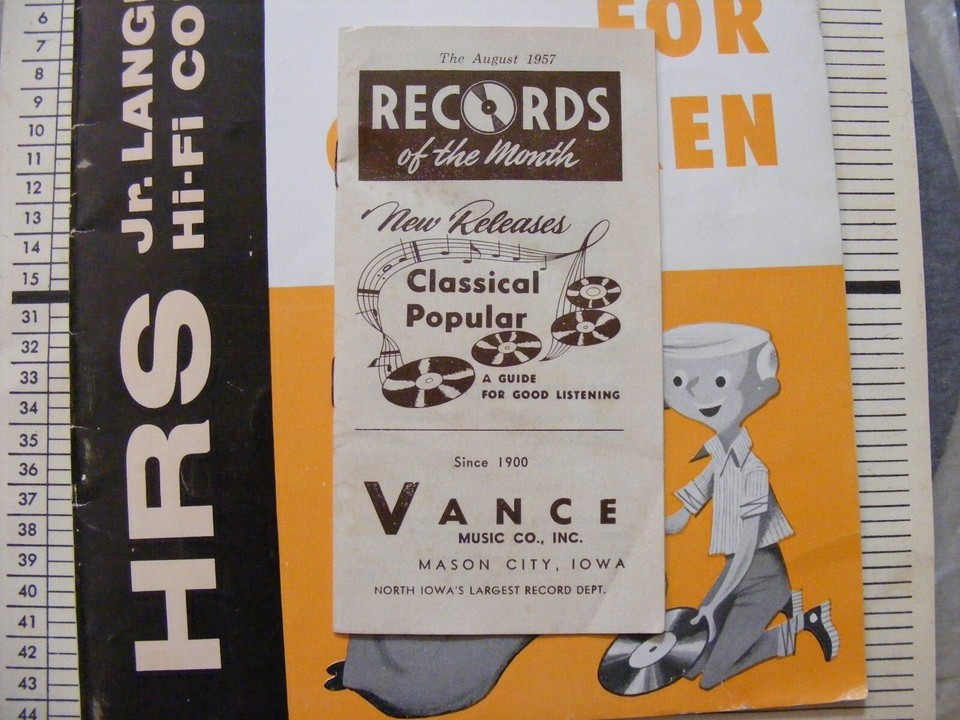 The August 1957
RECORDS
of the Month
New Releases
Classical
Popular
A GUIDE
FOR GOOD LISTENING
Since 1900
VANCE
MUSIC CO., INC.
MASON CITY, IOWA
NORTH IOWA'S LARGEST RECORD DEPT.
FOR
HRS
Jr.
Hi-Fi
6
7
8
9
10
11
12
13
14
15
31
32
33
34
35
36
37
38
39
40
41
42
43
44